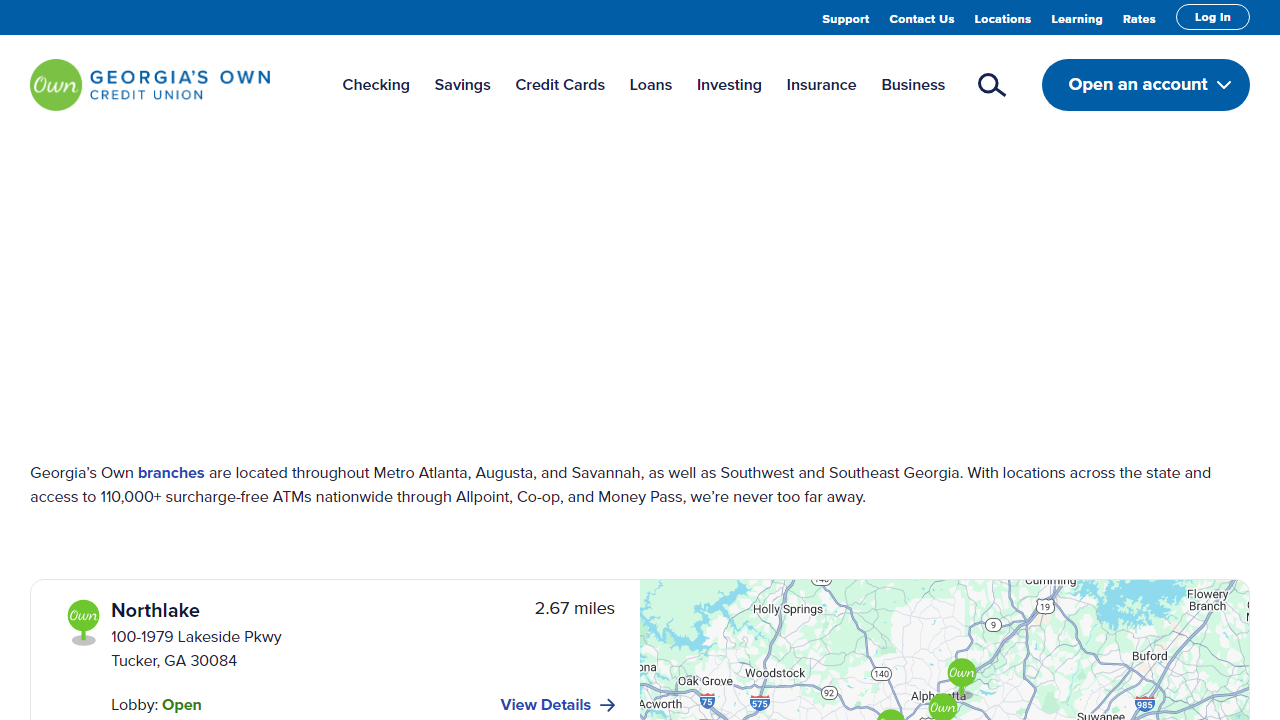 Support Contact Us Locations Learning Rates Log In
Own GEORGIA'S OWN
CREDIT UNION
Checking Savings Credit Cards Loans Investing Insurance Business Open an account
Georgia's Own branches are located throughout Metro Atlanta, Augusta, and Savannah, as well as Southwest and Southeast Georgia. With locations across the state and
access to 110,000+ surcharge-free ATMs nationwide through Allpoint, Co-op, and Money Pass, we're never too far away.
Own Northlake 2.67 miles
100-1979 Lakeside Pkwy
Tucker, GA 30084
Lobby: Open View Details
Cumming
Holly Springs
Flowery
Branch
19
9
Buford
Woodstock
140
Own
Oak Grove
92
Acworth
75
575
Own
985
Suwanee